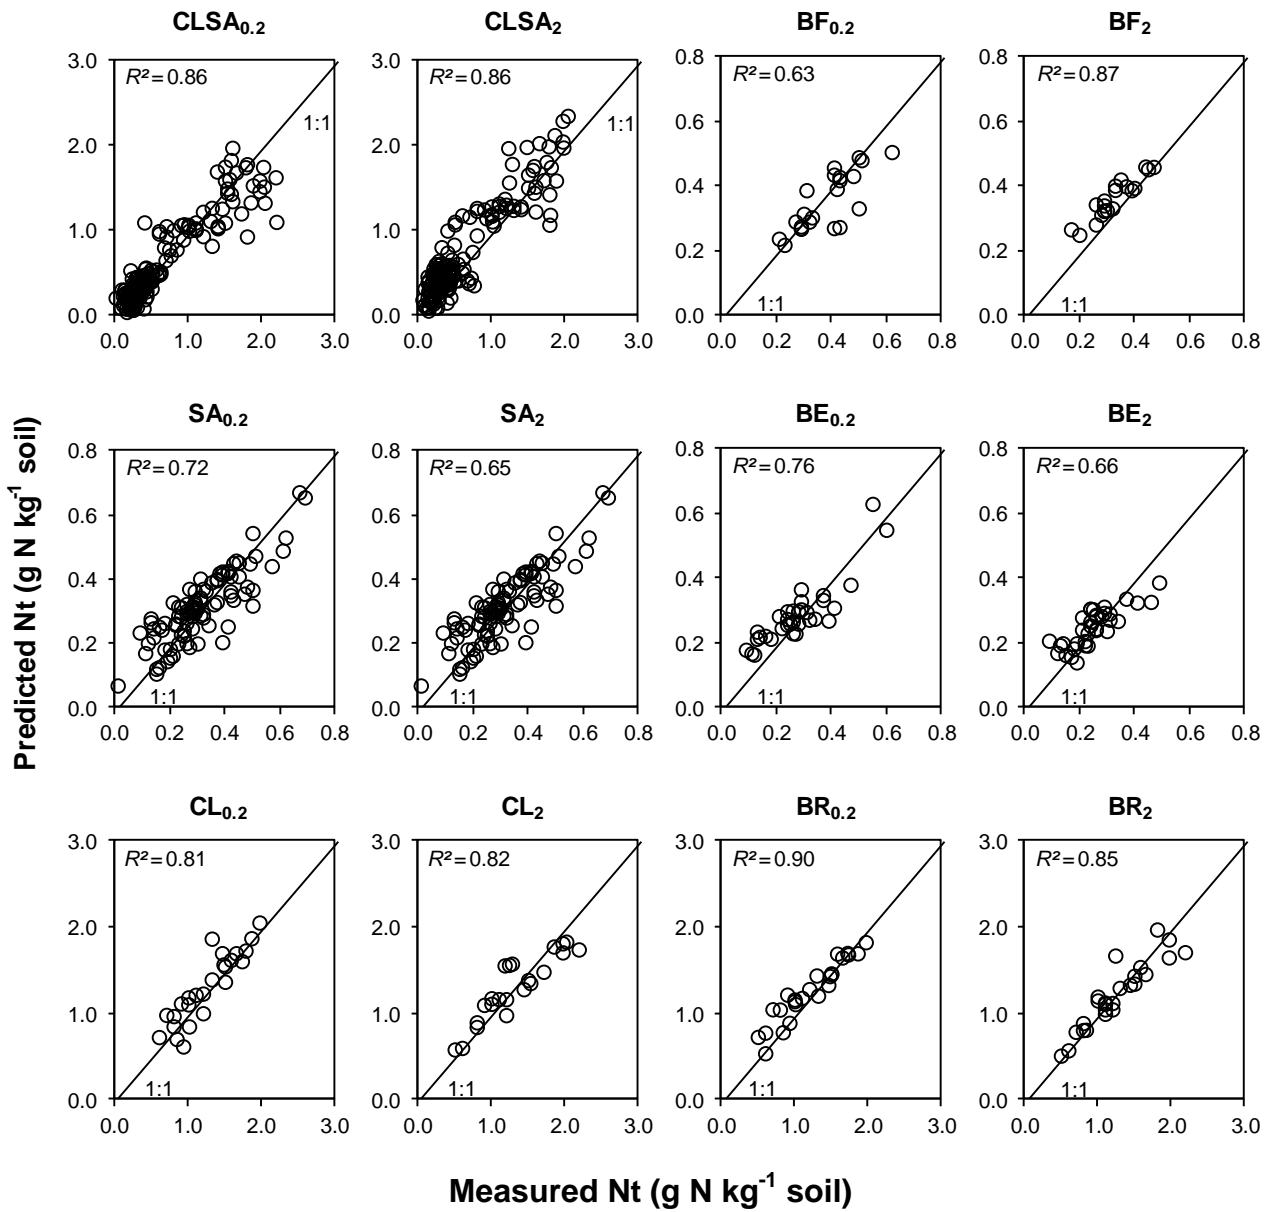 CLSA0.2 CLSA2 BF0.2 BF2
3.0 3.0 0.8 0.8
R²=0.86 R²=0.86 R²=0.63 R²=0.87
0.6 0.6
2.0 1:1 2.0 1:1
0.4 0.4
1.0 1.0
0.2 0.2
0.0 0.0 0.0 1:1 0.0 1:1
0.0 1.0 2.0 3.0 0.0 1.0 2.0 3.0 0.0 0.2 0.4 0.6 0.8 0.0 0.2 0.4 0.6 0.8
SA0.2 SA2 BE0.2 BE2
0.8 0.8 0.8 0.8
R²=0.72 R²=0.65 R²=0.76 R²=0.66
0.6 0.6 0.6 0.6
0.4 0.4 0.4 0.4
0.2 0.2 0.2 0.2
0.0 1:1 0.0 1:1 0.0 1:1 0.0 1:1
0.0 0.2 0.4 0.6 0.8 0.0 0.2 0.4 0.6 0.8 0.0 0.2 0.4 0.6 0.8 0.0 0.2 0.4 0.6 0.8
Predicted Nt (g N kg-1 soil)
CL0.2 CL2 BR0.2 BR2
3.0 3.0 3.0 3.0
R²=0.81 R²=0.82 R²=0.90 R²=0.85
2.0 2.0 2.0 2.0
1.0 1.0 1.0 1.0
0.0 1:1 0.0 1:1 0.0 1:1 0.0 1:1
0.0 1.0 2.0 3.0 0.0 1.0 2.0 3.0 0.0 1.0 2.0 3.0 0.0 1.0 2.0 3.0
Measured Nt (g N kg-1 soil)